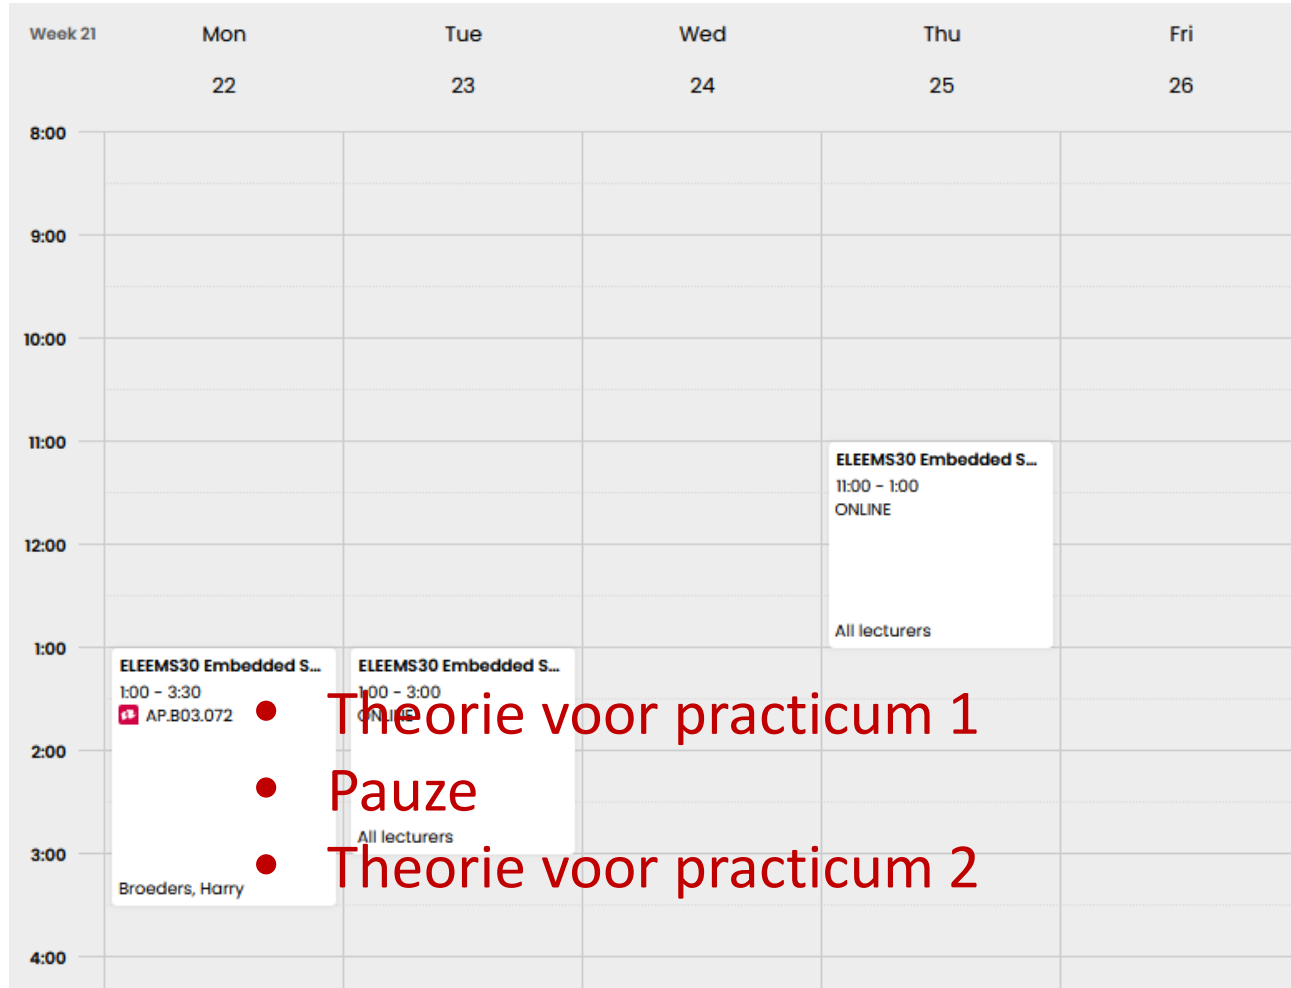 Week 21 Mon Tue Wed Thu Fri
22 23 24 25 26
8:00
9:00
10:00
11:00
ELEEMS30 Embedded S...
11:00 - 1:00
ONLINE
All lecturers
12:00
1:00
ELEEMS30 Embedded S...
1:00 - 3:30
AP.B03.072
Broeders, Harry
ELEEMS30 Embedded S...
1:00 - 3:00
ONLINE
All lecturers
• Theorie voor practicum 1
• Pauze
• Theorie voor practicum 2
2:00
3:00
4:00